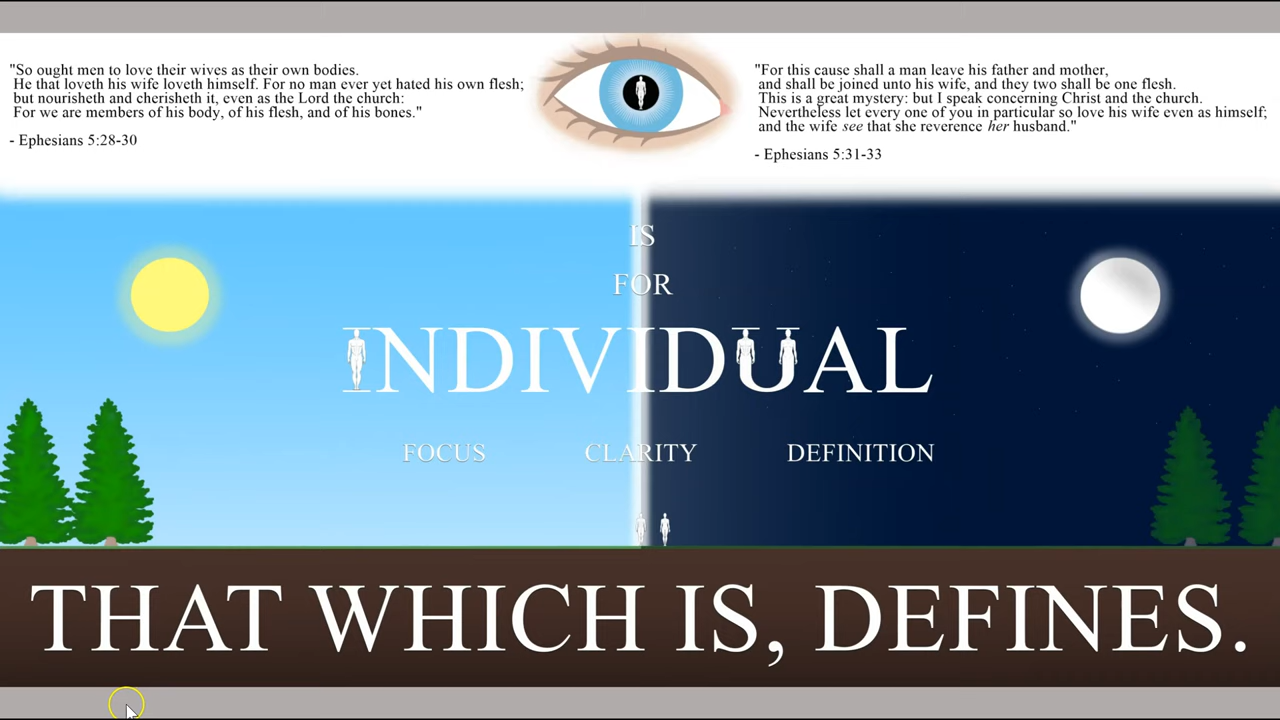 "So ought men to love their wives as their own bodies.
He that loveth his wife loveth himself. For no man ever yet hated his own flesh;
but nourisheth and cherisheth it, even as the Lord the church:
For we are members of his body, of his flesh, and of his bones."
- Ephesians 5:28-30
"For this cause shall a man leave his father and mother,
and shall be joined unto his wife, and they two shall be one flesh.
This is a great mystery: but I speak concerning Christ and the church.
Nevertheless let every one of you in particular so love his wife even as himself;
and the wife see that she reverence her husband."
- Ephesians 5:31-33
IS
FOR
INDIVIDUAL
FOCUS CLARITY DEFINITION
THAT WHICH IS, DEFINES.